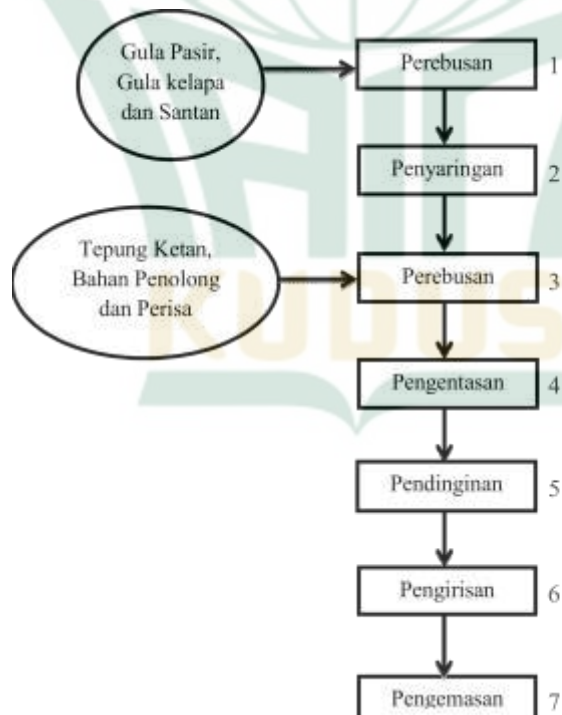 Gula Pasir,
Gula kelapa
dan Santan
Perebusan 1
Penyaringan 2
Tepung Ketan,
Bahan Penolong
dan Perisa
Perebusan 3
Pengentasan 4
Pendinginan 5
Pengirisan 6
Pengemasan 7
KUDUS